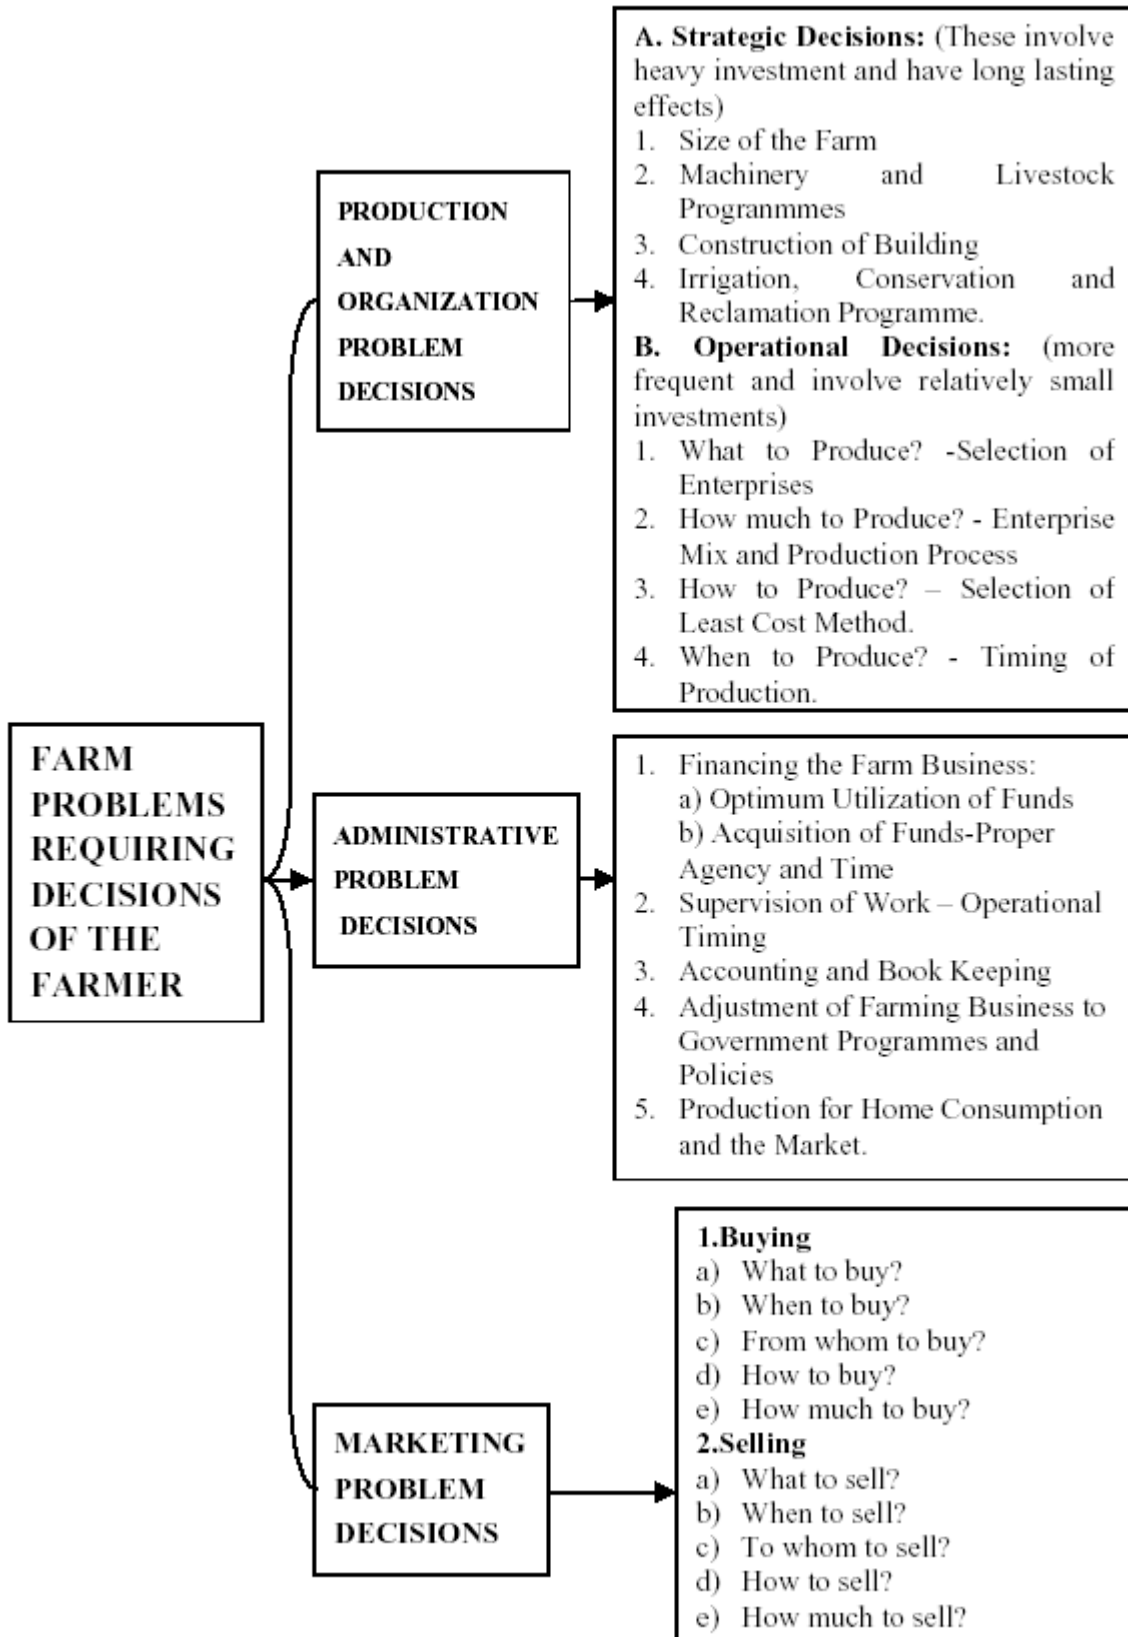 FARM
PROBLEMS
REQUIRING
DECISIONS
OF THE
FARMER
PRODUCTION
AND
ORGANIZATION
PROBLEM
DECISIONS
A. Strategic Decisions: (These involve
heavy investment and have long lasting
effects)
1. Size of the Farm
2. Machinery and Livestock
Progranmmes
3. Construction of Building
4. Irrigation, Conservation and
Reclamation Programme.
B. Operational Decisions: (more
frequent and involve relatively small
investments)
1. What to Produce? -Selection of
Enterprises
2. How much to Produce? - Enterprise
Mix and Production Process
3. How to Produce? – Selection of
Least Cost Method.
4. When to Produce? - Timing of
Production.
ADMINISTRATIVE
PROBLEM
DECISIONS
1. Financing the Farm Business:
a) Optimum Utilization of Funds
b) Acquisition of Funds-Proper
Agency and Time
2. Supervision of Work – Operational
Timing
3. Accounting and Book Keeping
4. Adjustment of Farming Business to
Government Programmes and
Policies
5. Production for Home Consumption
and the Market.
MARKETING
PROBLEM
DECISIONS
1.Buying
a) What to buy?
b) When to buy?
c) From whom to buy?
d) How to buy?
e) How much to buy?
2.Selling
a) What to sell?
b) When to sell?
c) To whom to sell?
d) How to sell?
e) How much to sell?